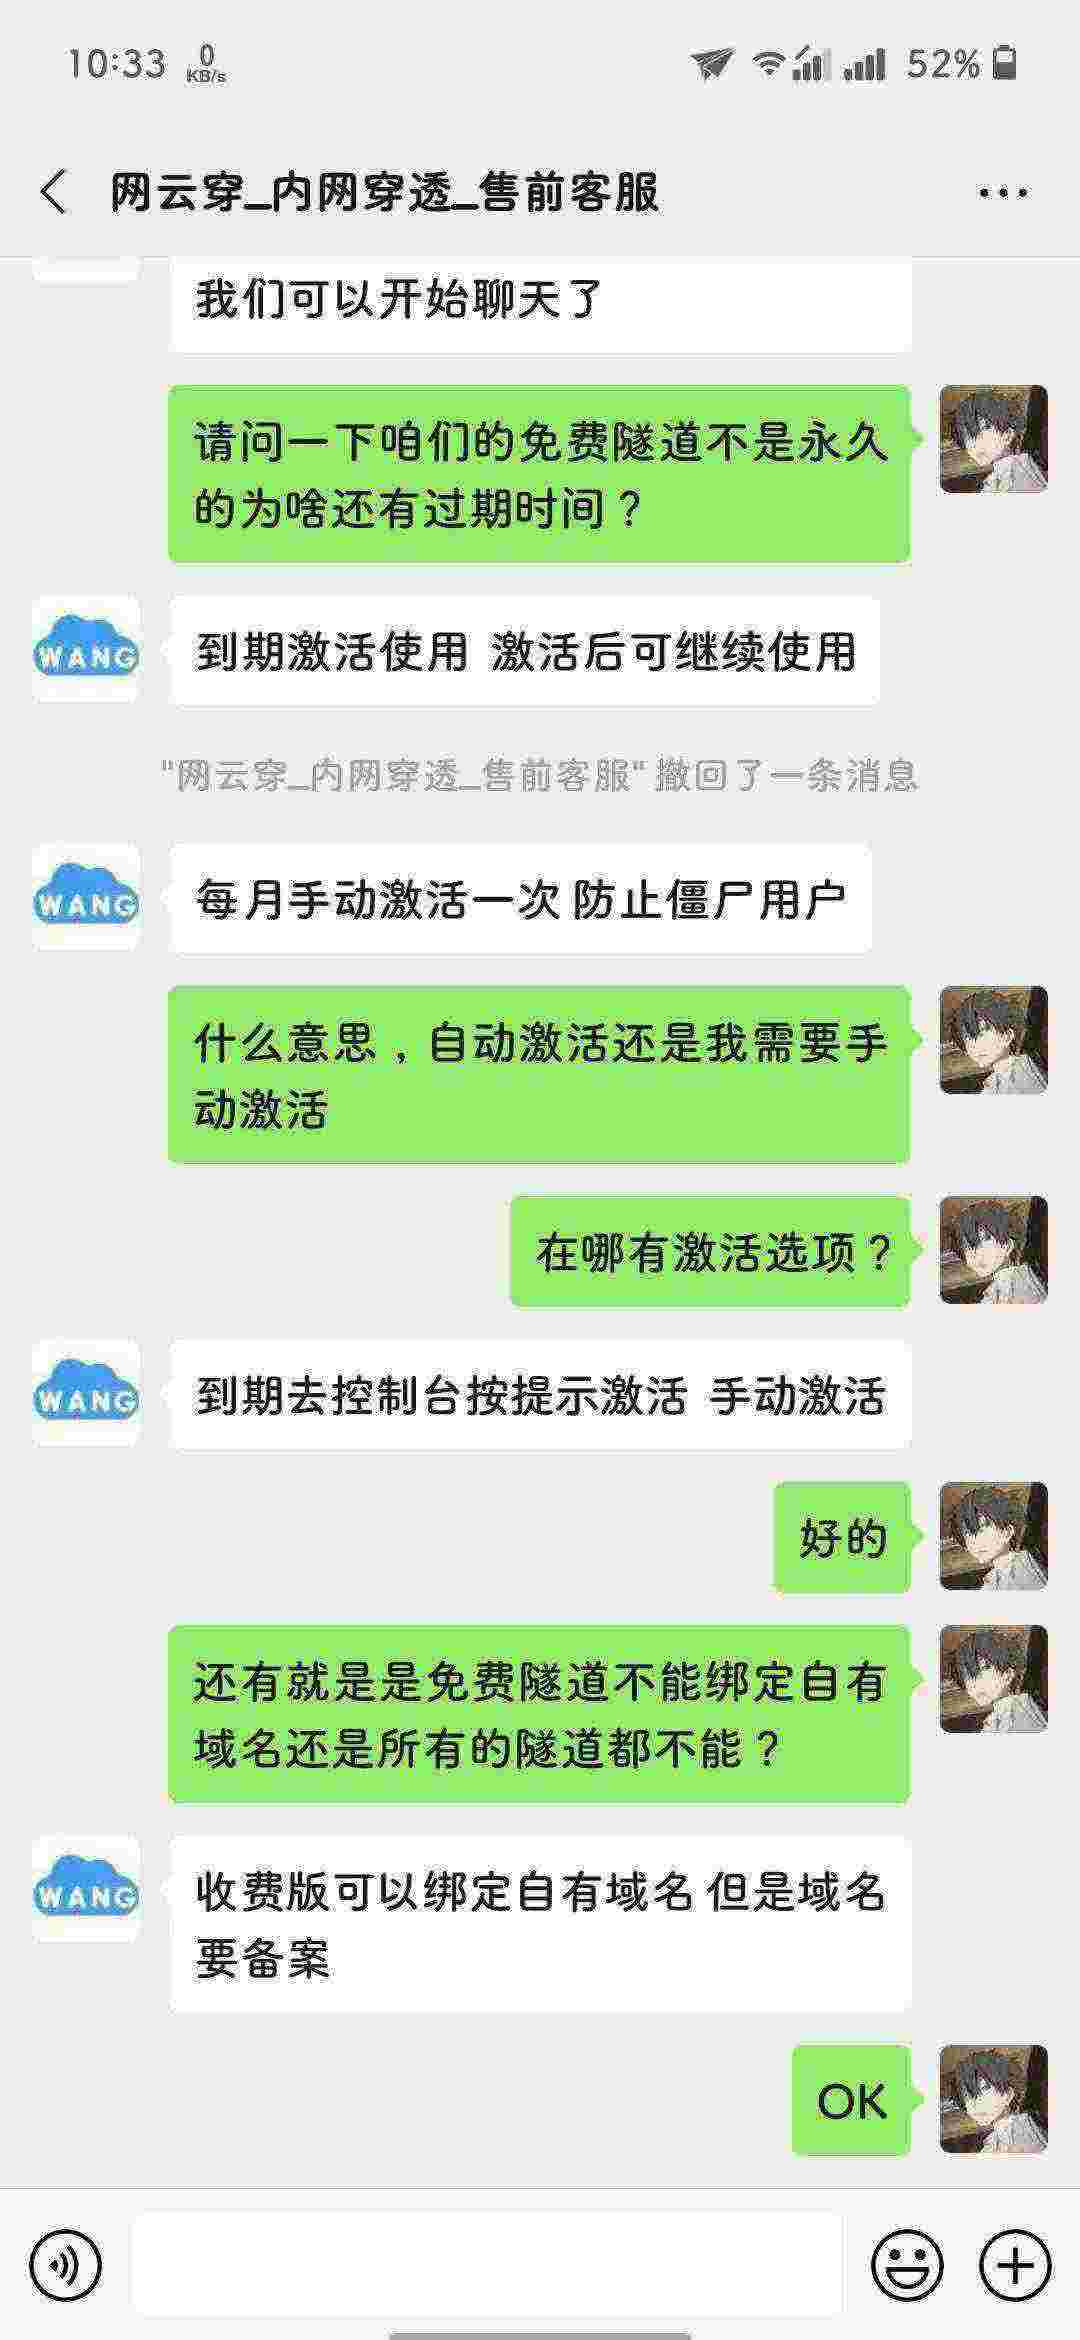 10:33 0 KB/s 52%
网云穿_内网穿透_售前客服
我们可以开始聊天了
请问一下咱们的免费隧道不是永久
的为啥还有过期时间？
WANG
到期激活使用 激活后可继续使用
"网云穿_内网穿透_售前客服" 撤回了一条消息
WANG
每月手动激活一次 防止僵尸用户
什么意思，自动激活还是我需要手
动激活
在哪有激活选项？
WANG
到期去控制台按提示激活 手动激活
好的
还有就是是免费隧道不能绑定自有
域名还是所有的隧道都不能？
WANG
收费版可以绑定自有域名 但是域名
要备案
OK